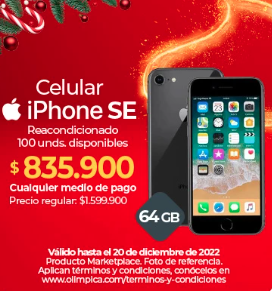 Celular
iPhone SE
Reacondicionado
100 unds. disponibles
$ 835.900
Cualquier medio de pago
Precio regular: $1.599.900
64 GB
Válido hasta el 20 de diciembre de 2022
Producto Marketplace. Foto de referencia.
Aplican términos y condiciones, conócelos en
www.olimpica.com/terminos-y-condiciones